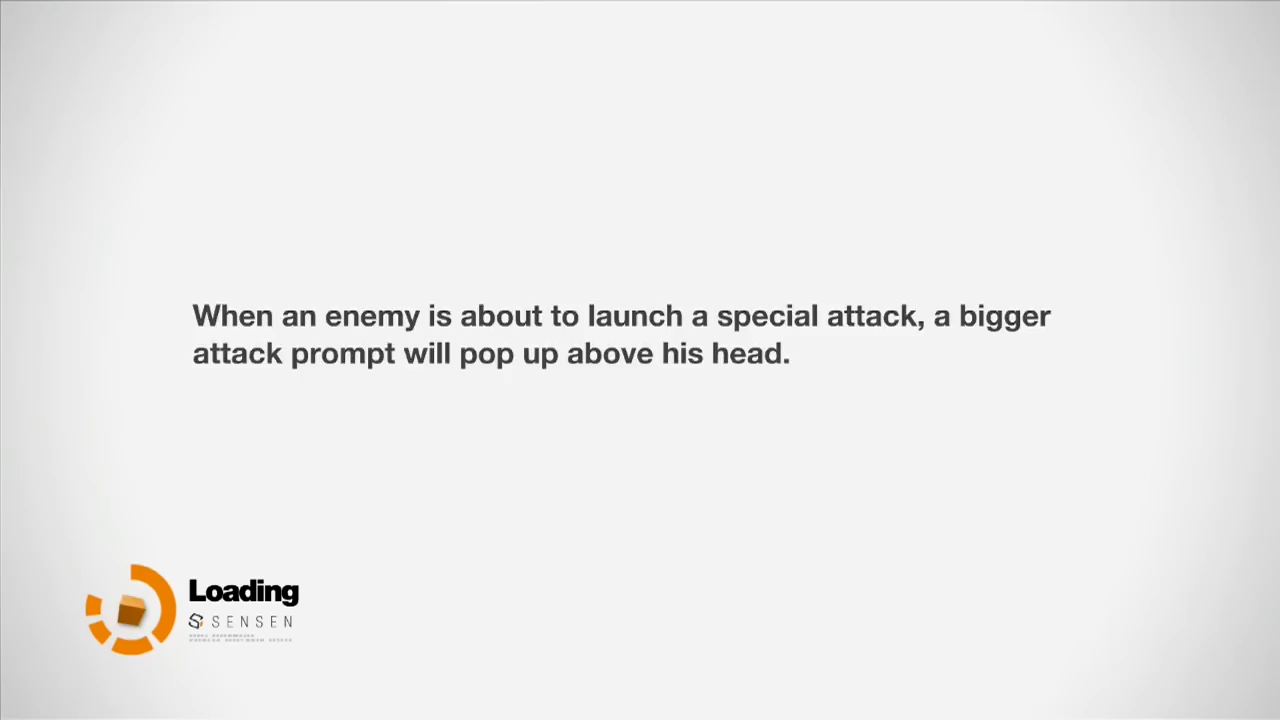 When an enemy is about to launch a special attack, a bigger
attack prompt will pop up above his head.
Loading
SENSEN